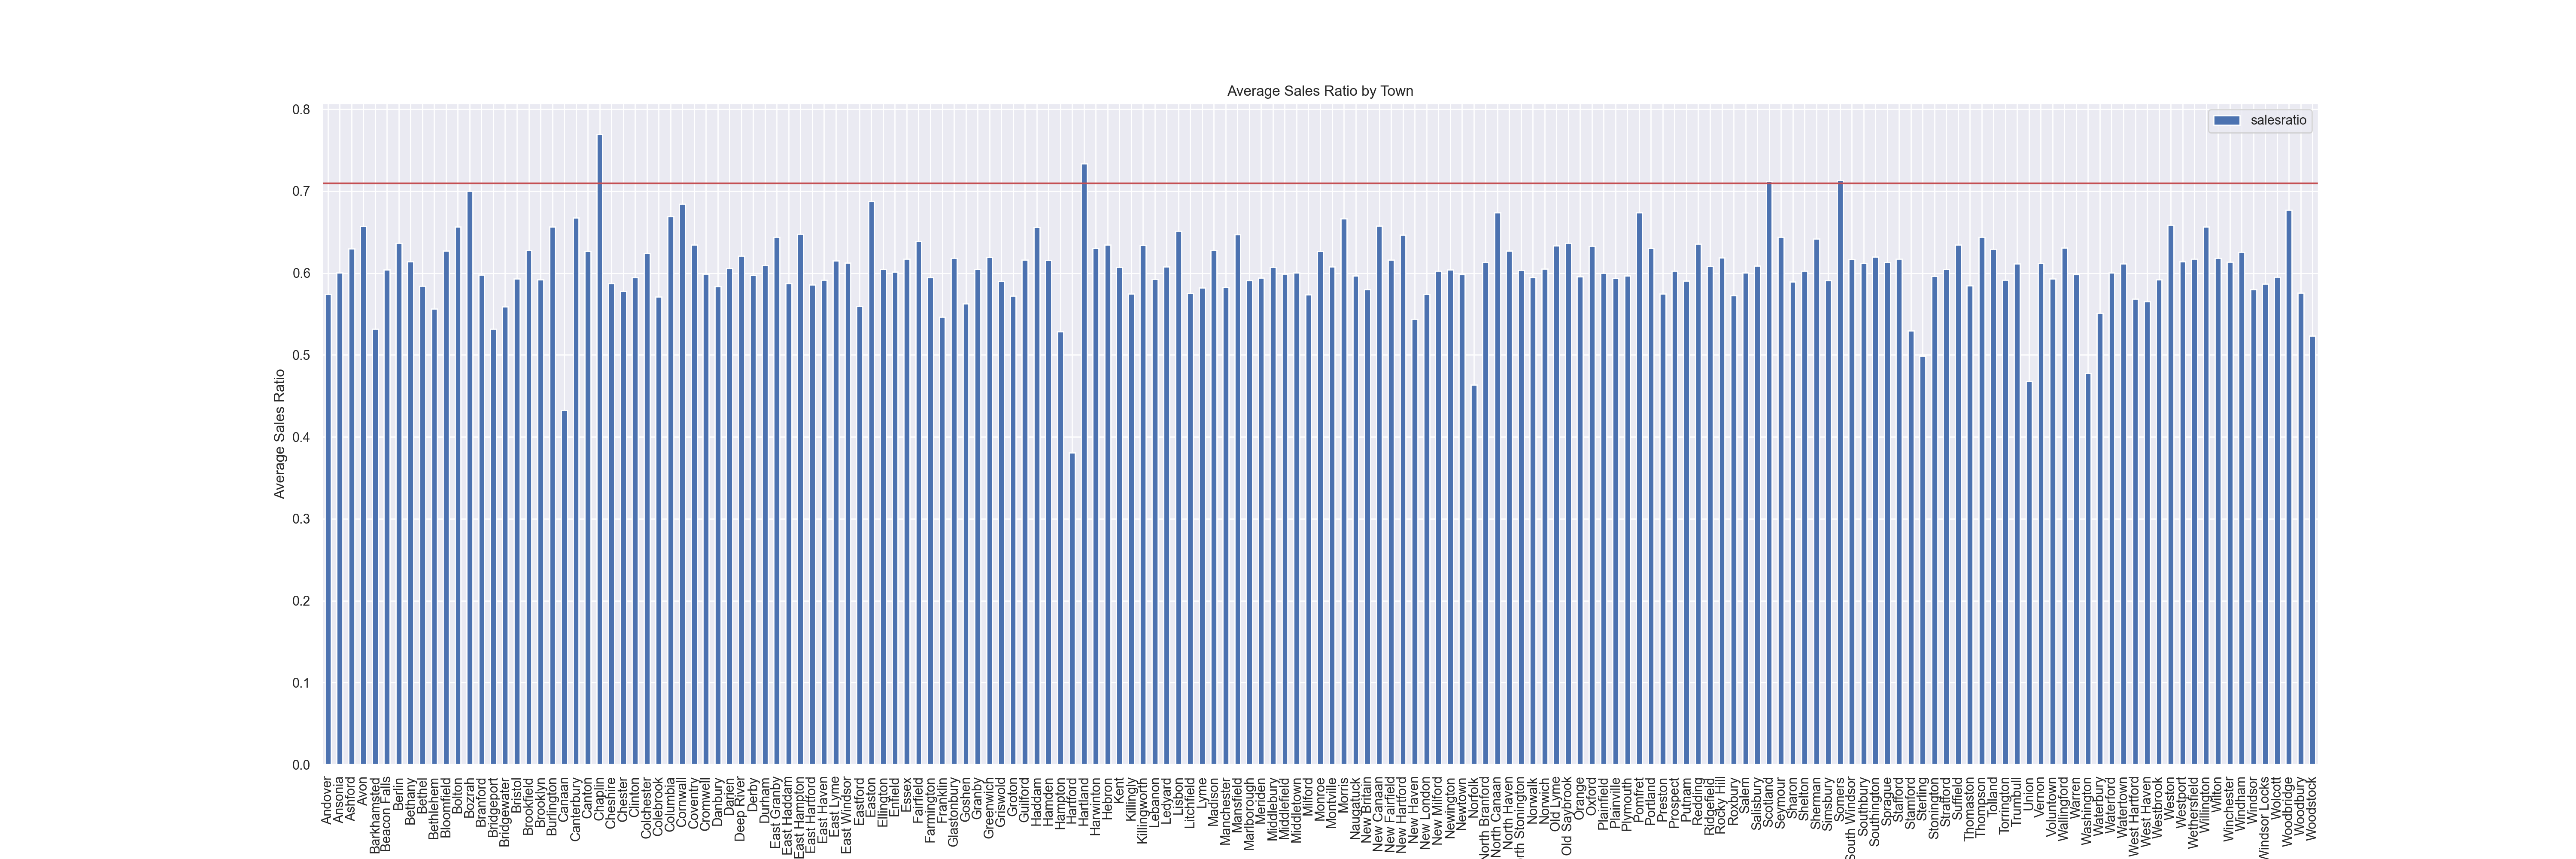 Average Sales Ratio by Town
salesratio
Average Sales Ratio
0.8
0.7
0.6
0.5
0.4
0.3
0.2
0.1
0.0
Andover
Ansonia
Ashford
Avon
Barkhamsted
Beacon Falls
Berlin
Bethany
Bethel
Bethlehem
Bloomfield
Bolton
Bozrah
Branford
Bridgeport
Bridgewater
Bristol
Brookfield
Brooklyn
Burlington
Canaan
Canterbury
Canton
Chaplin
Cheshire
Chester
Clinton
Colchester
Colebrook
Columbia
Cornwall
Coventry
Cromwell
Danbury
Darien
Deep River
Derby
Durham
East Granby
East Haddam
East Hampton
East Hartford
East Haven
East Lyme
East Windsor
Eastford
Easton
Ellington
Enfield
Essex
Fairfield
Farmington
Franklin
Glastonbury
Goshen
Granby
Greenwich
Griswold
Groton
Guilford
Haddam
Hamden
Hampton
Hartford
Hartland
Harwinton
Hebron
Kent
Killingly
Killingworth
Lebanon
Ledyard
Lisbon
Litchfield
Lyme
Madison
Manchester
Mansfield
Marlborough
Meriden
Middlebury
Middlefield
Middletown
Milford
Monroe
Montville
Morris
Naugatuck
New Britain
New Canaan
New Fairfield
New Hartford
New Haven
New London
New Milford
Newington
Newtown
Norfolk
North Branford
North Canaan
North Haven
rth Stonington
Norwalk
Norwich
Old Lyme
Old Saybrook
Orange
Oxford
Plainfield
Plainville
Plymouth
Pomfret
Portland
Preston
Prospect
Putnam
Redding
Ridgefield
Rocky Hill
Roxbury
Salem
Salisbury
Scotland
Seymour
Sharon
Shelton
Sherman
Simsbury
Somers
South Windsor
Southbury
Southington
Sprague
Stafford
Stamford
Sterling
Stonington
Stratford
Suffield
Thomaston
Thompson
Tolland
Torrington
Trumbull
Union
Vernon
Voluntown
Wallingford
Warren
Washington
Waterbury
Waterford
Watertown
West Hartford
West Haven
Westbrook
Weston
Westport
Wethersfield
Willington
Wilton
Winchester
Windham
Windsor
Windsor Locks
Wolcott
Woodbridge
Woodbury
Woodstock